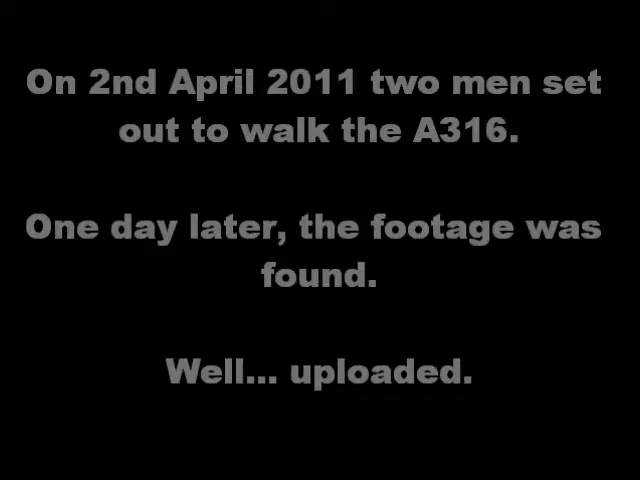 On 2nd April 2011 two men set
out to walk the A316.
One day later, the footage was
found.
Well... uploaded.